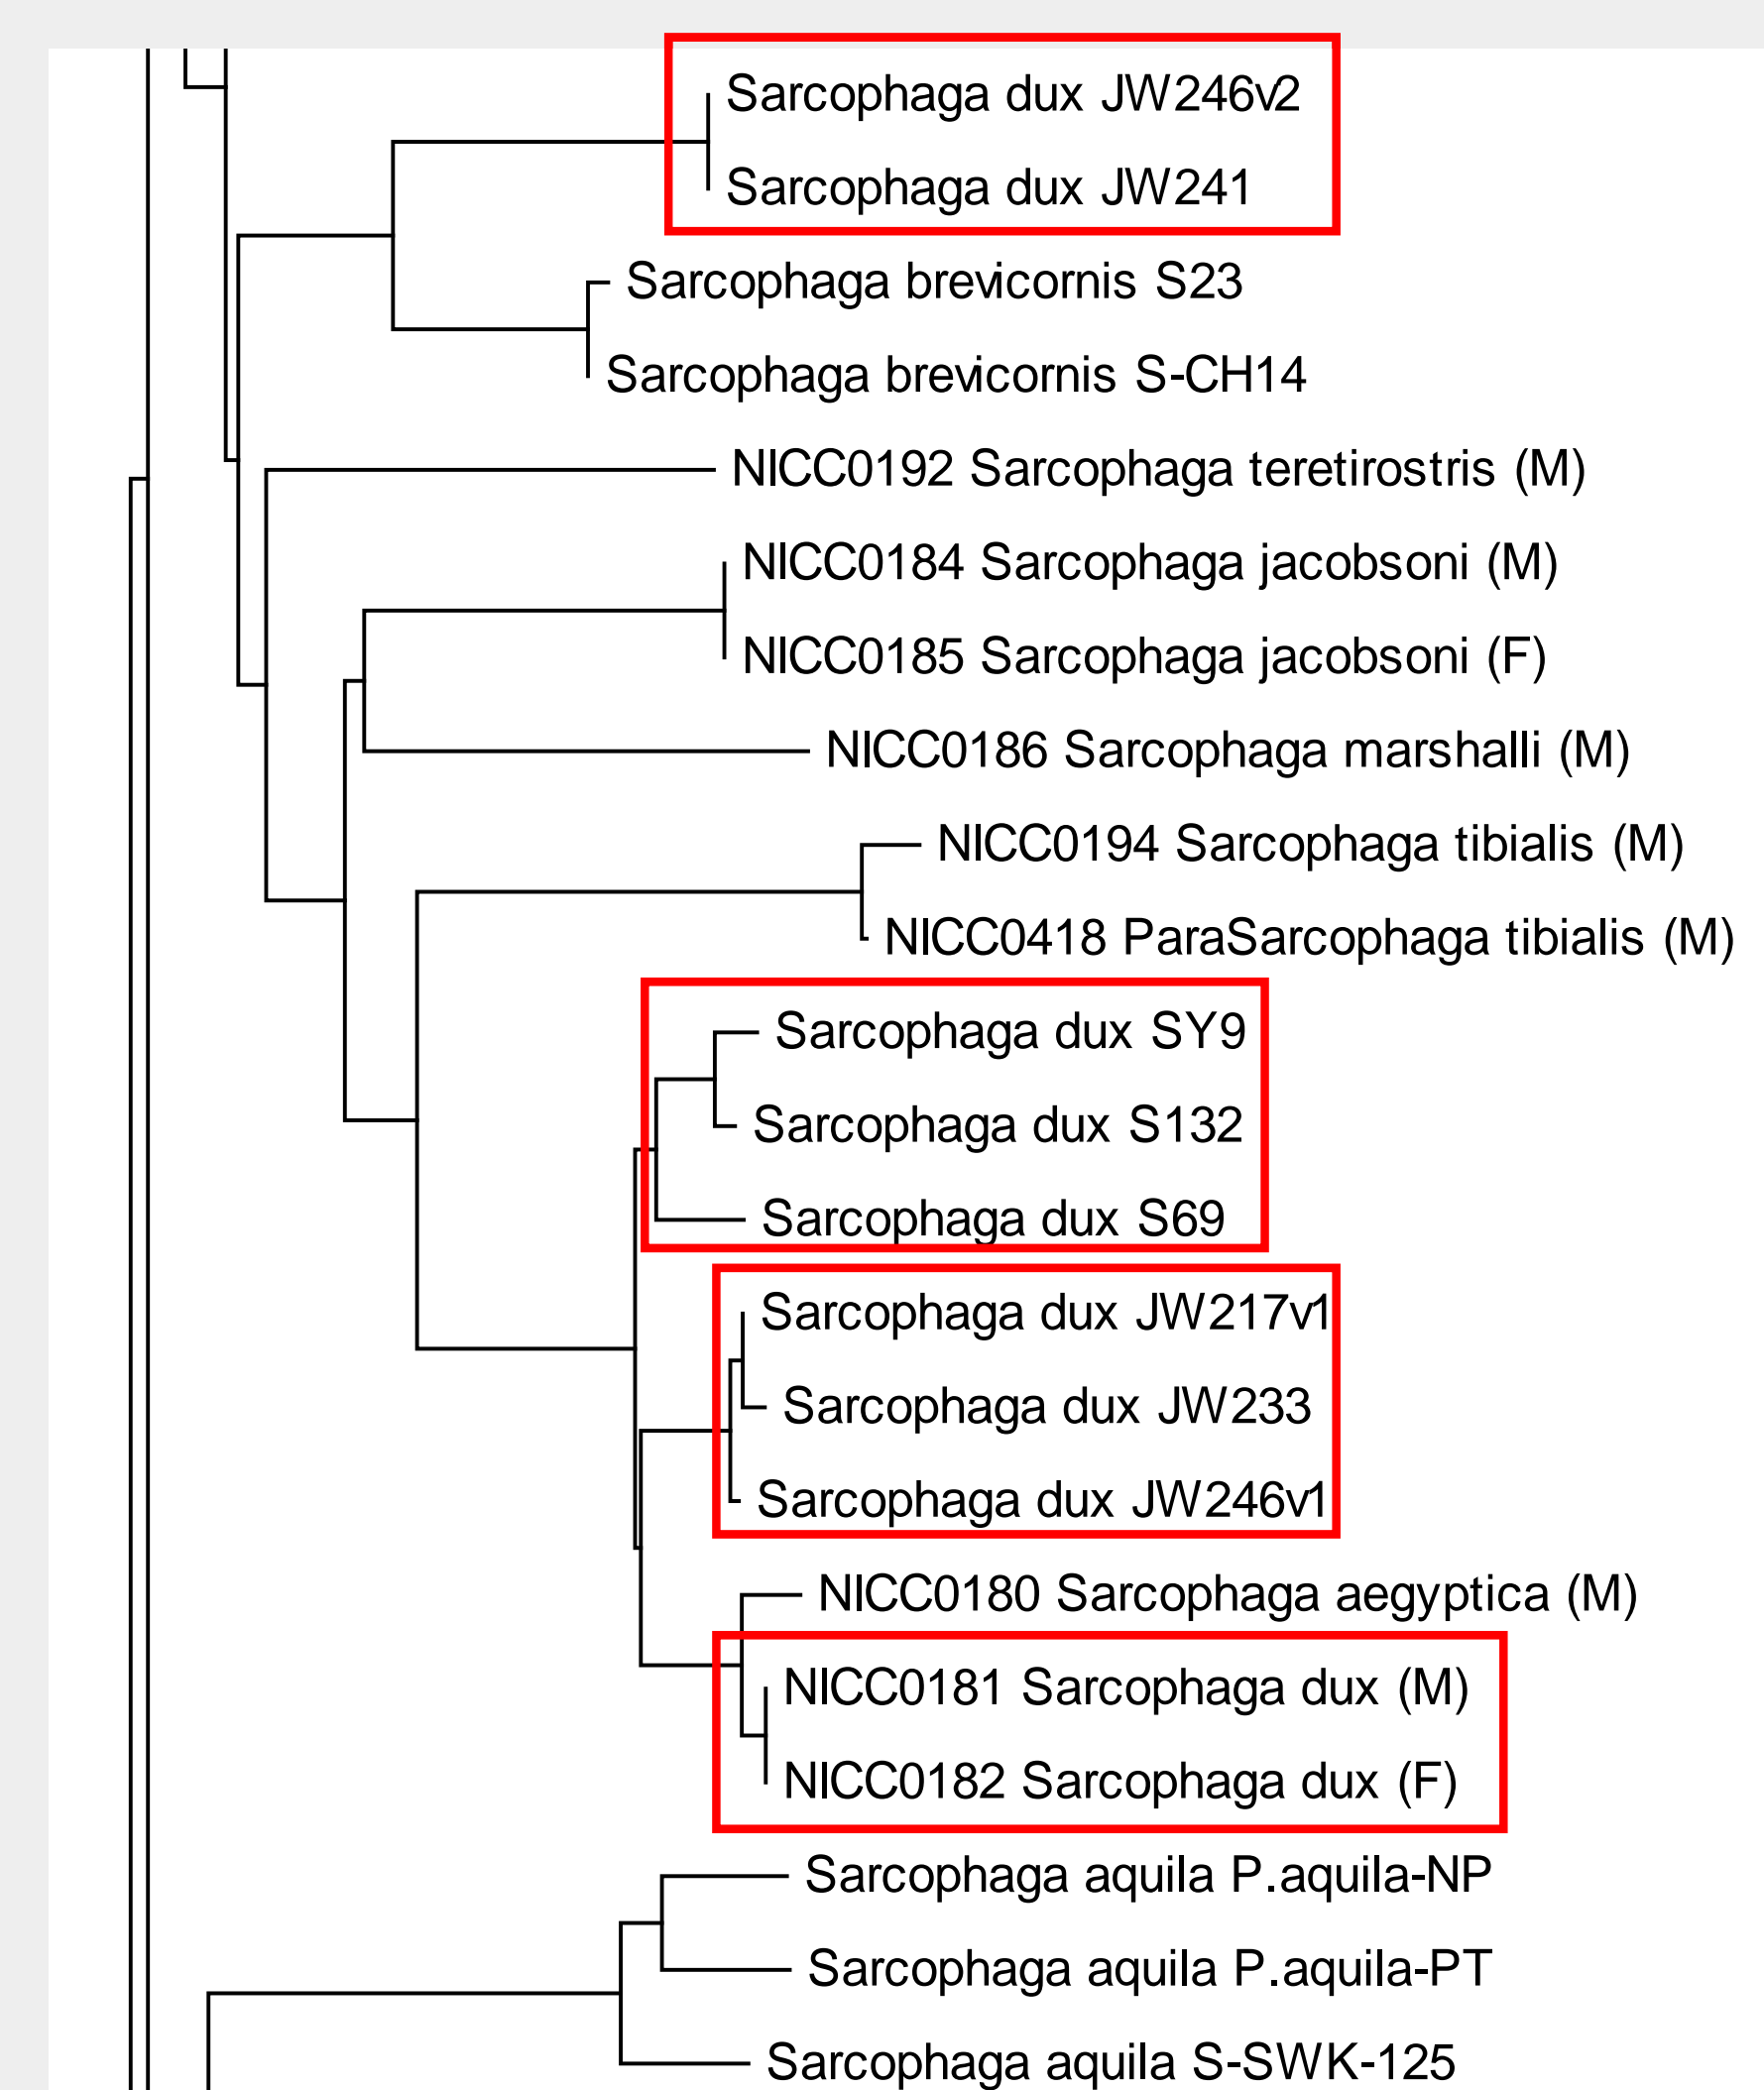 Sarcophaga dux JW246v2
Sarcophaga dux JW241
Sarcophaga brevicornis S23
Sarcophaga brevicornis S-CH14
NICC0192 Sarcophaga teretirostris (M)
NICC0184 Sarcophaga jacobsoni (M)
NICC0185 Sarcophaga jacobsoni (F)
NICC0186 Sarcophaga marshalli (M)
NICC0194 Sarcophaga tibialis (M)
NICC0418 ParaSarcophaga tibialis (M)
Sarcophaga dux SY9
Sarcophaga dux S132
Sarcophaga dux S69
Sarcophaga dux JW217v1
Sarcophaga dux JW233
Sarcophaga dux JW246v1
NICC0180 Sarcophaga aegyptica (M)
NICC0181 Sarcophaga dux (M)
NICC0182 Sarcophaga dux (F)
Sarcophaga aquila P.aquila-NP
Sarcophaga aquila P.aquila-PT
Sarcophaga aquila S-SWK-125